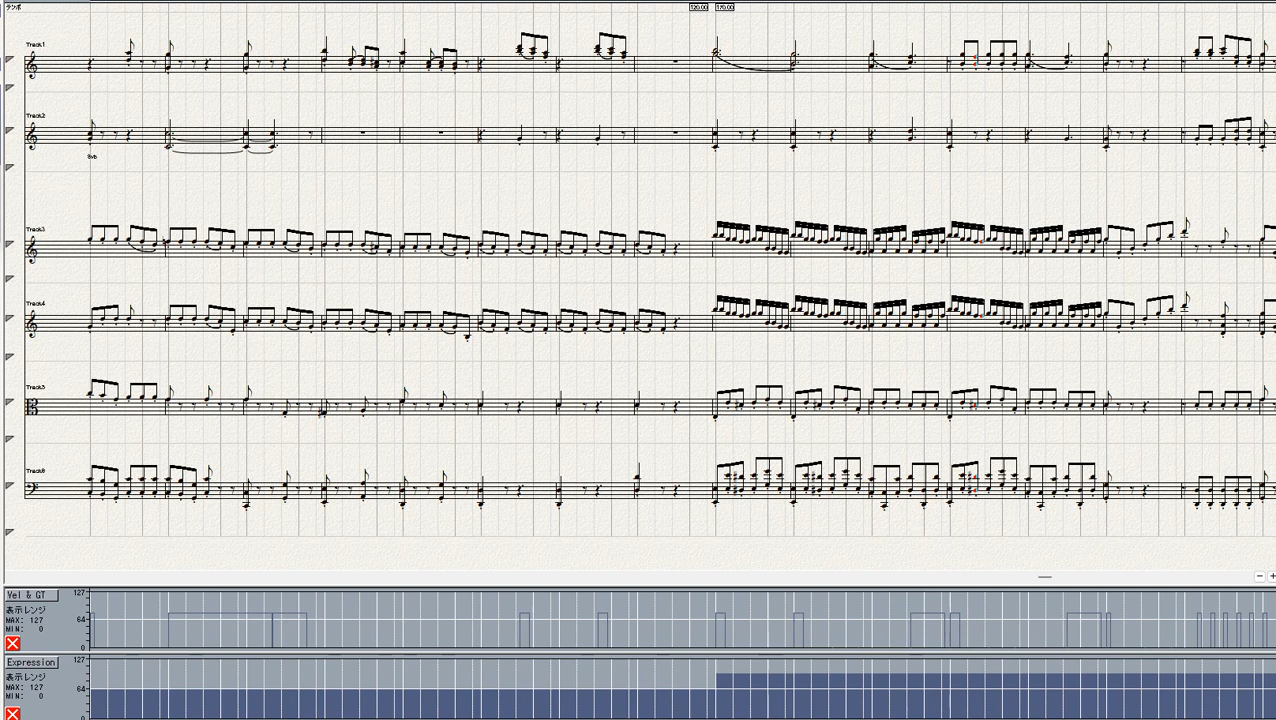 テンポ
120.00 170.00
Track1
Track2
8vb
Track3
Track4
Track5
Track6
Vel & GT
127
表示レンジ
MAX: 127
64
MIN: 0
0
Expression
127
表示レンジ
MAX: 127
64
MIN: 0
0